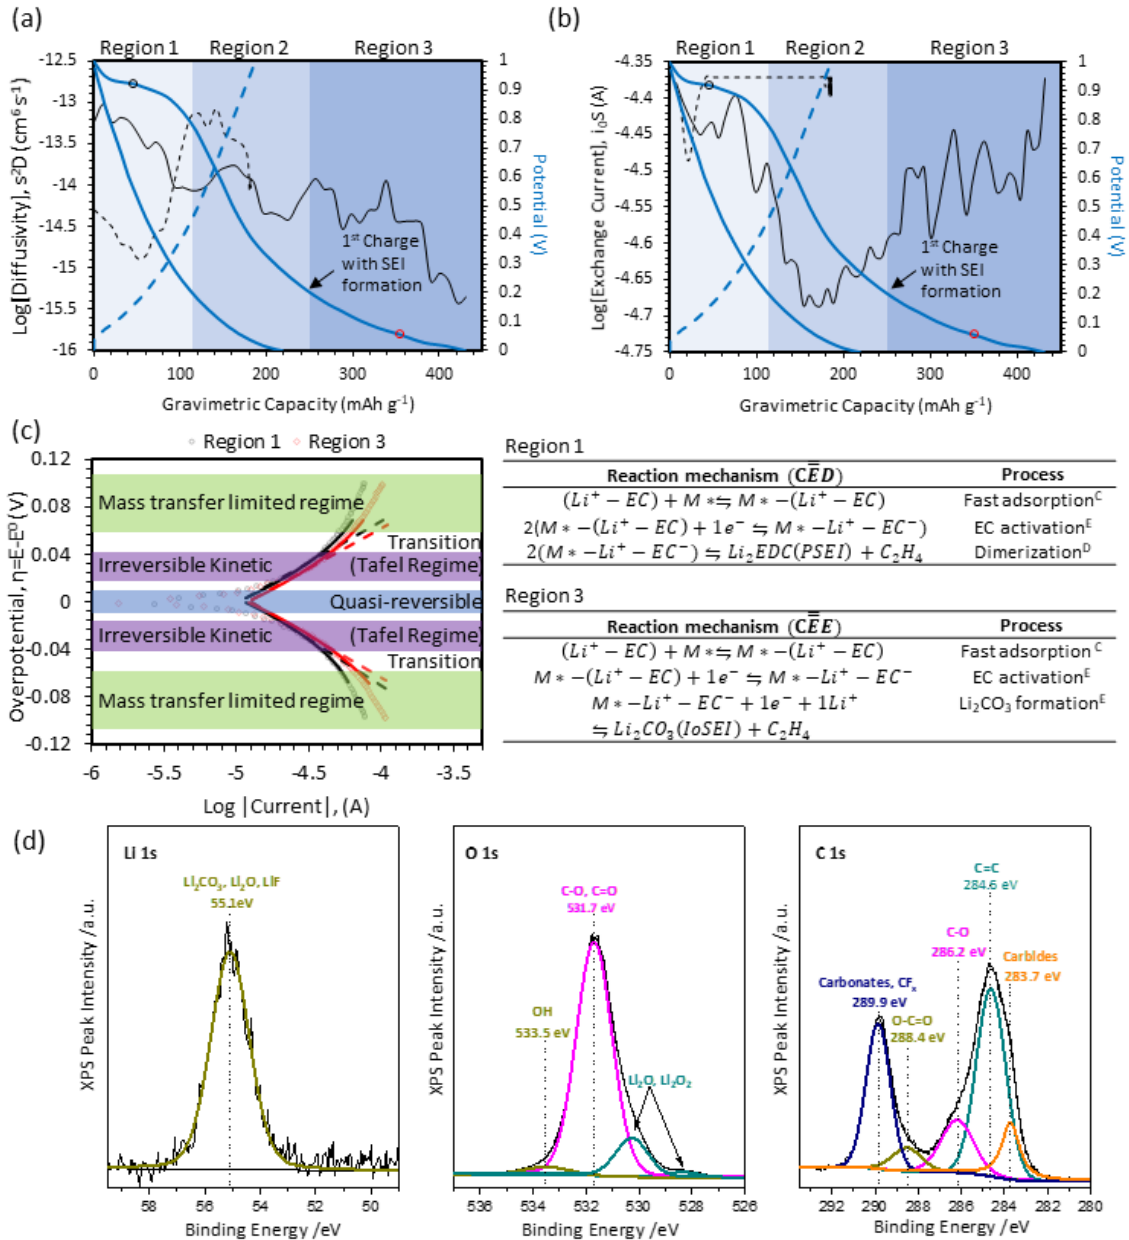 (a)
Region 1 Region 2 Region 3
Log[Diffusivity], s²D (cm⁶ s⁻¹)
-12.5
-13
-13.5
-14
-14.5
-15
-15.5
-16
1
0.9
0.8
0.7
0.6
0.5
0.4
0.3
0.2
0.1
0
Potential (V)
1st Charge
with SEI
formation
0 100 200 300 400
Gravimetric Capacity (mAh g⁻¹)
(b)
Region 1 Region 2 Region 3
Log[Exchange Current], i₀S (A)
-4.35
-4.4
-4.45
-4.5
-4.55
-4.6
-4.65
-4.7
-4.75
1
0.9
0.8
0.7
0.6
0.5
0.4
0.3
0.2
0.1
0
Potential (V)
1st Charge
with SEI
formation
0 100 200 300 400
Gravimetric Capacity (mAh g⁻¹)
(c)
Region 1 Region 3
Overpotential, η=E-E⁰ (V)
0.12
0.08
0.04
0
-0.04
-0.08
-0.12
Mass transfer limited regime
Transition
Irreversible Kinetic (Tafel Regime)
Quasi-reversible
Irreversible Kinetic (Tafel Regime)
Transition
Mass transfer limited regime
-6 -5.5 -5 -4.5 -4 -3.5
Log |Current|, (A)
Region 1
Reaction mechanism (CE̿D) Process
(Li⁺ − EC) + M * ⇋ M * −(Li⁺ − EC) Fast adsorptionᶜ
2(M * −(Li⁺ − EC) + 1e⁻ ⇋ M * −Li⁺ − EC⁻) EC activationᴱ
2(M * −Li⁺ − EC⁻) ⇋ Li₂EDC(PSEI) + C₂H₄ Dimerizationᴰ
Region 3
Reaction mechanism (CE̿E) Process
(Li⁺ − EC) + M * ⇋ M * −(Li⁺ − EC) Fast adsorption ᶜ
M * −(Li⁺ − EC) + 1e⁻ ⇋ M * −Li⁺ − EC⁻ EC activationᴱ
M * −Li⁺ − EC⁻ + 1e⁻ + 1Li⁺ Li₂CO₃ formationᴱ
⇋ Li₂CO₃(IoSEI) + C₂H₄
(d)
Li 1s
Li₂CO₃, Li₂O, LiF
55.1eV
XPS Peak Intensity /a.u.
58 56 54 52 50
Binding Energy /eV
O 1s
C-O, C=O
531.7 eV
OH
533.5 eV
Li₂O, Li₂O₂
XPS Peak Intensity /a.u.
536 534 532 530 528 526
Binding Energy /eV
C 1s
C=C
284.6 eV
C-O
286.2 eV
Carbides
283.7 eV
Carbonates, CFₓ
289.9 eV
O-C=O
288.4 eV
XPS Peak Intensity /a.u.
292 290 288 286 284 282 280
Binding Energy /eV